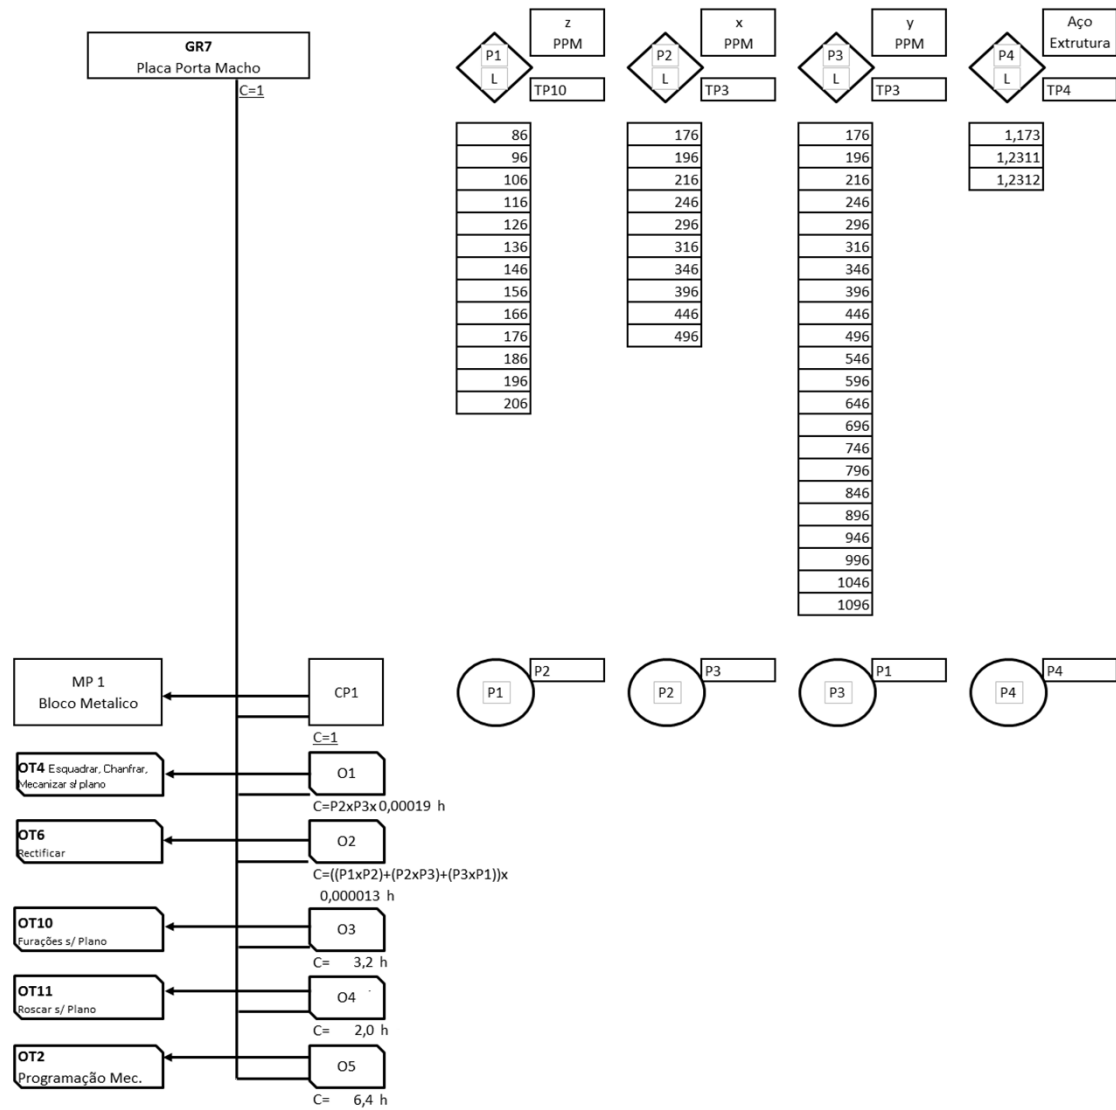 GR7
Placa Porta Macho
C=1
P1
L
z
PPM
TP10
86
96
106
116
126
136
146
156
166
176
186
196
206
P2
L
x
PPM
TP3
176
196
216
246
296
316
346
396
446
496
P3
L
y
PPM
TP3
176
196
216
246
296
316
346
396
446
496
546
596
646
696
746
796
846
896
946
996
1046
1096
P4
L
Aço
Extrutura
TP4
1,173
1,2311
1,2312
MP 1
Bloco Metalico
CP1
C=1
P1
P2
P2
P3
P3
P1
P4
P4
OT4 Esquadrar, Chanfrar,
Mecanizar s/ plano
O1
C=P2xP3x 0,00019 h
OT6
Rectificar
O2
C=((P1xP2)+(P2xP3)+(P3xP1))x
0,000013 h
OT10
Furações s/ Plano
O3
C= 3,2 h
OT11
Roscar s/ Plano
O4
C= 2,0 h
OT2
Programação Mec.
O5
C= 6,4 h